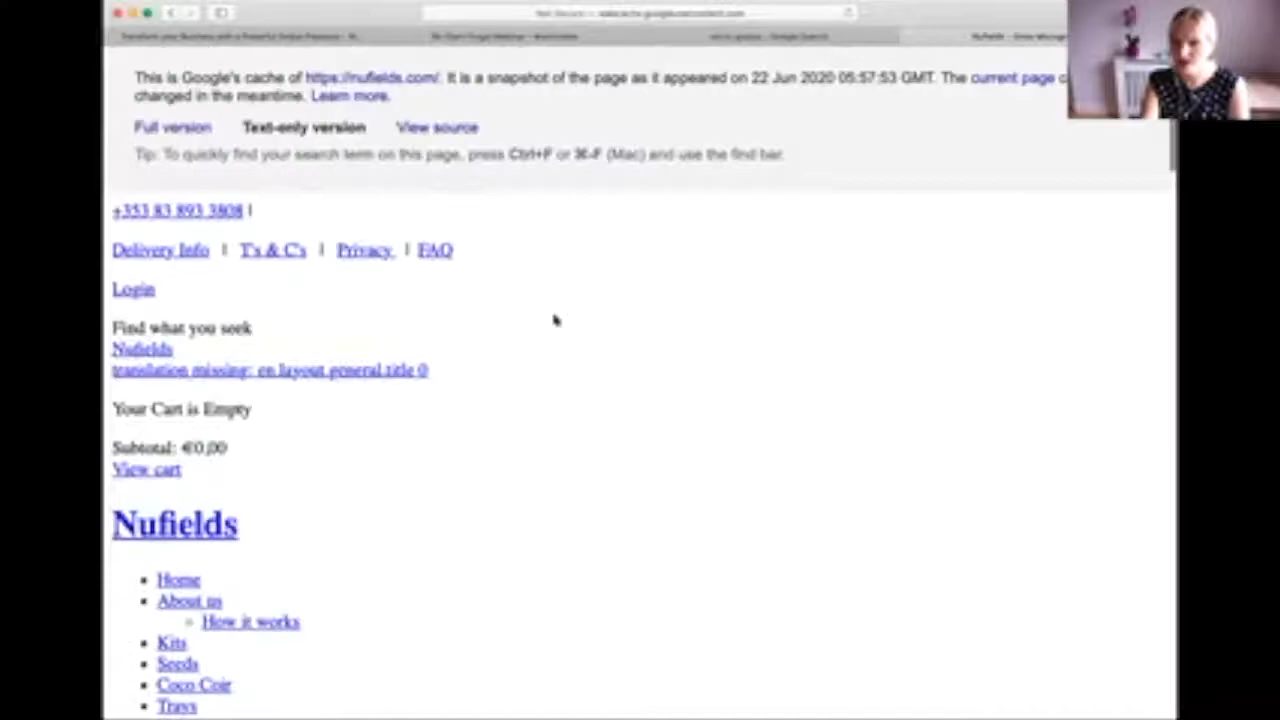 This is Google's cache of https://nufields.com/. It is a snapshot of the page as it appeared on 22 Jun 2020 05:57:53 GMT. The current page
changed in the meantime. Learn more.
Full version Text-only version View source
Tip: To quickly find your search term on this page, press Ctrl+F or ⌘-F (Mac) and use the find bar.
+353 83 893 3808 |
Delivery Info | T's & C's | Privacy | FAQ
Login
Find what you seek
Nufields
translation missing: en.layout.general.title 0
Your Cart is Empty
Subtotal: €0,00
View cart
Nufields
Home
About us
How it works
Kits
Seeds
Coco Coir
Trays